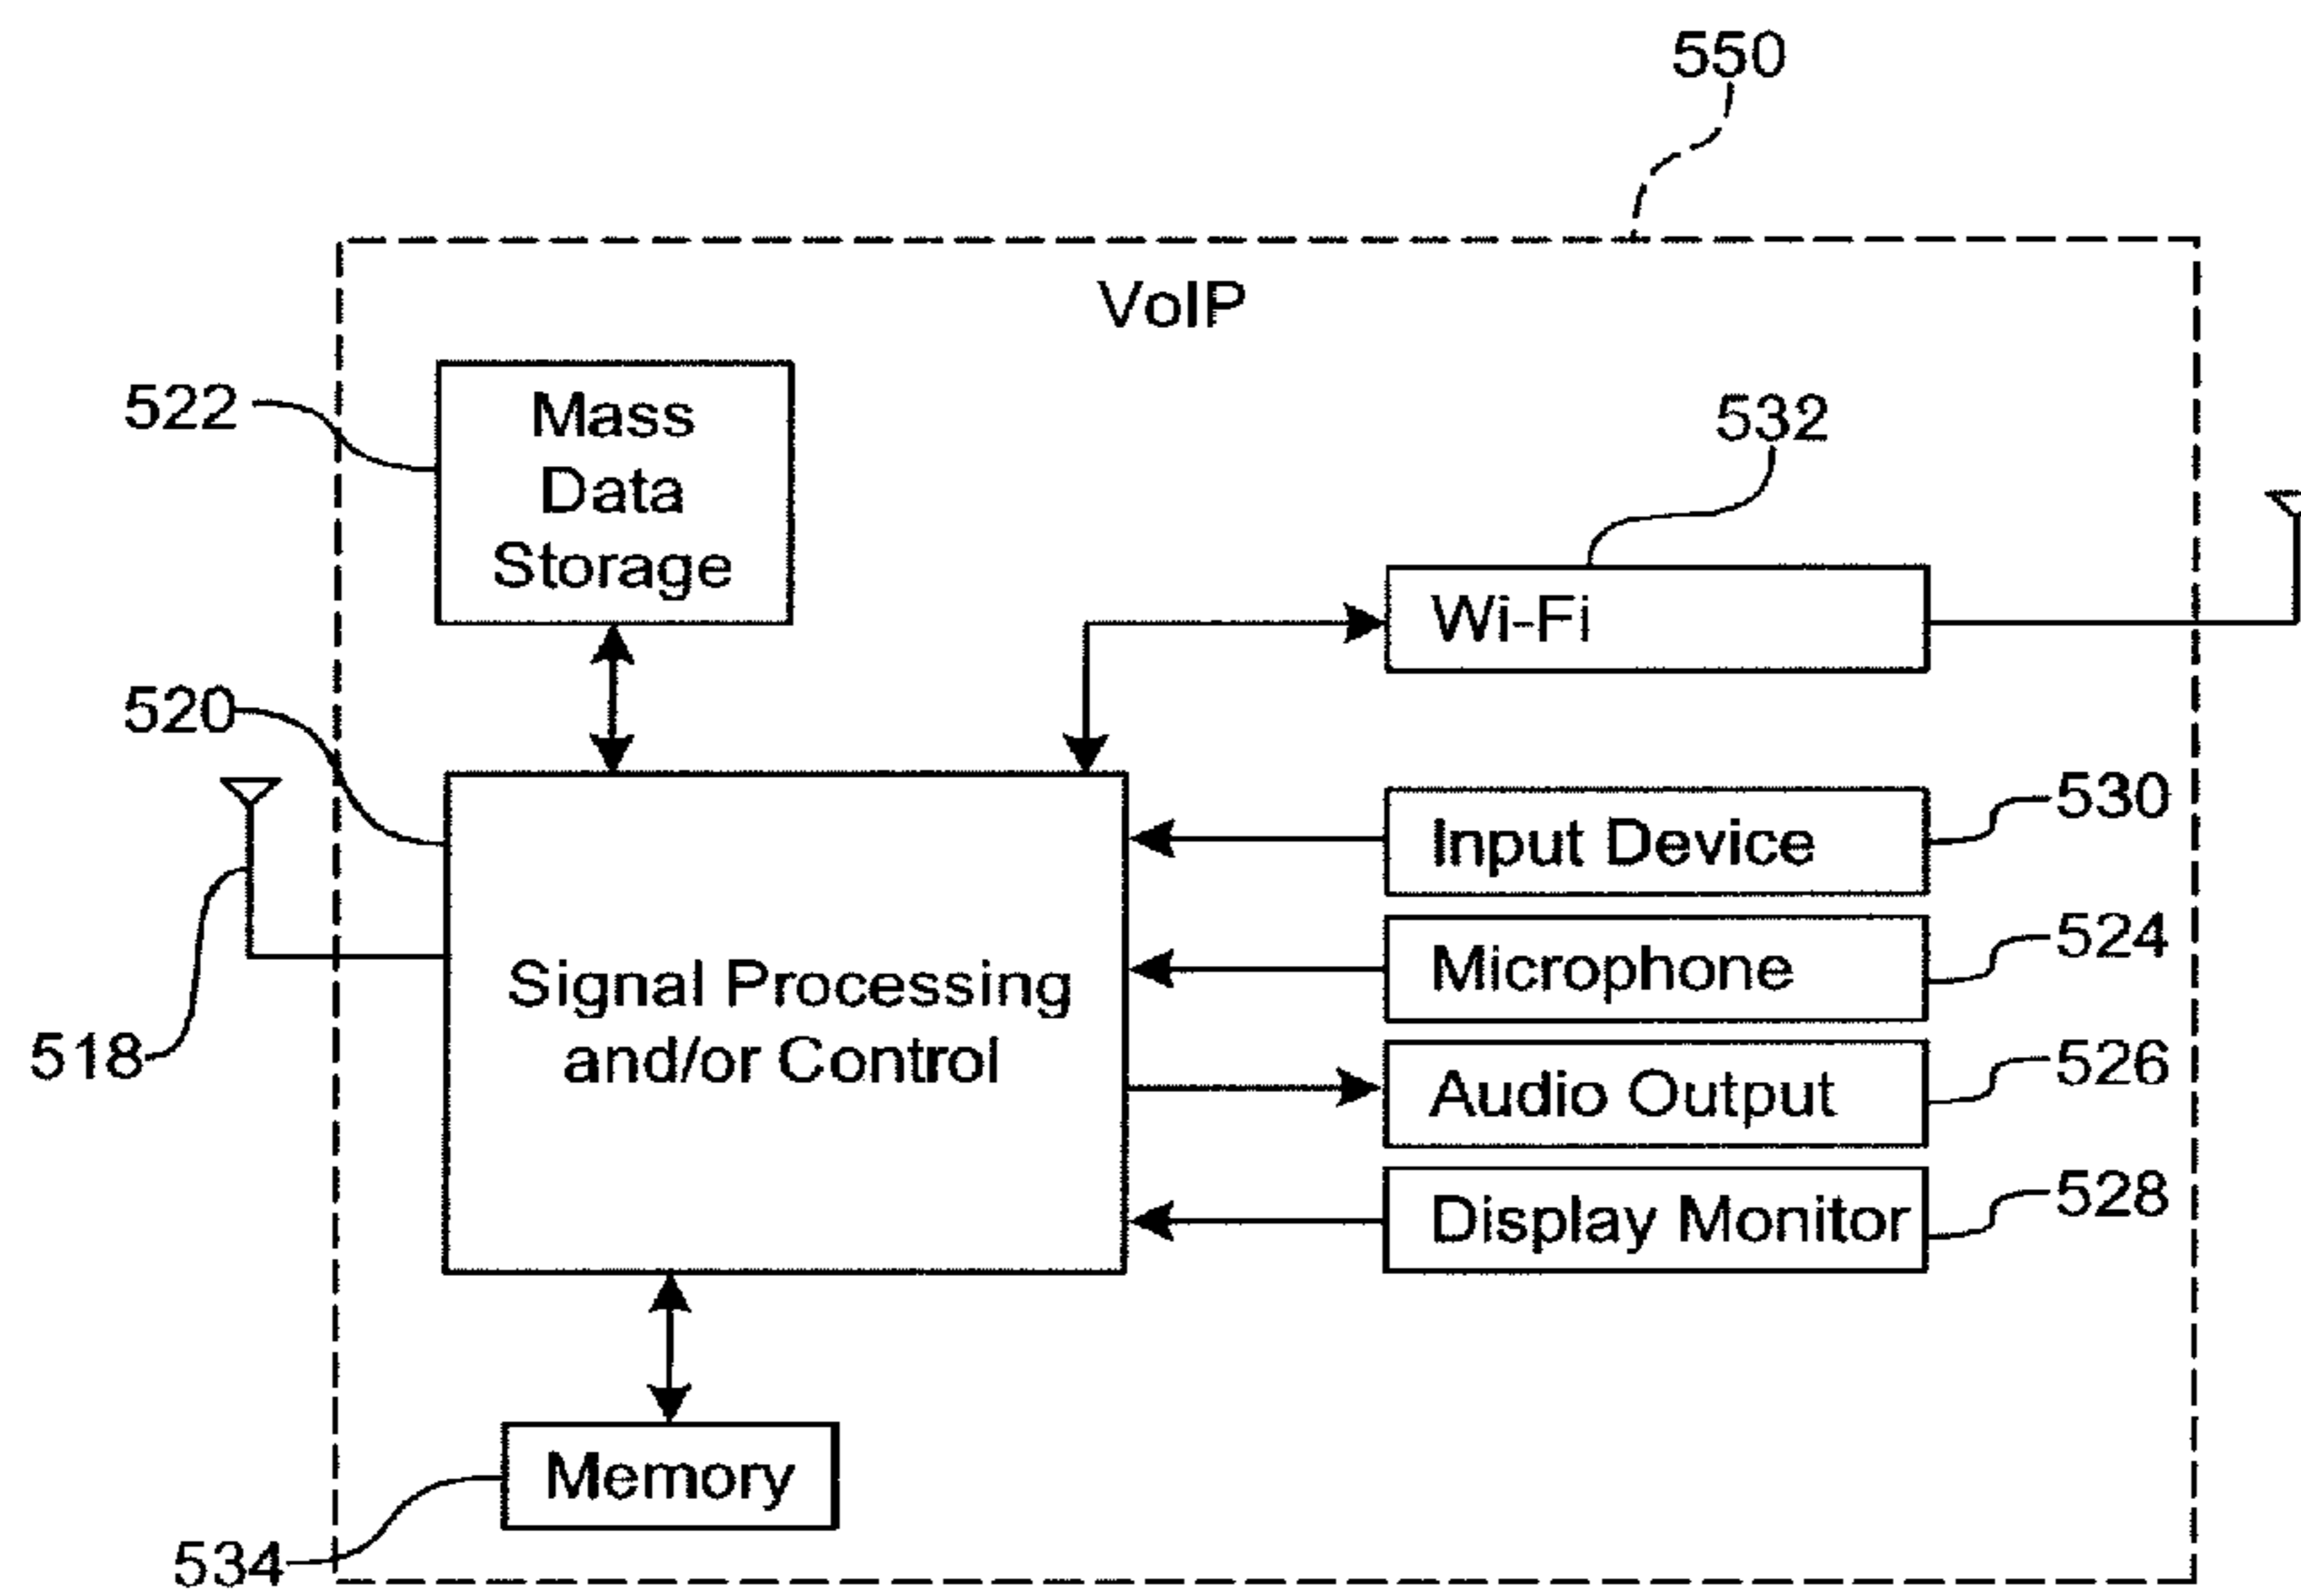 550
VoIP
522
Mass
Data
Storage
532
Wi-Fi
520
530
Input Device
524
Microphone
Signal Processing
and/or Control
518
526
Audio Output
528
Display Monitor
Memory
534